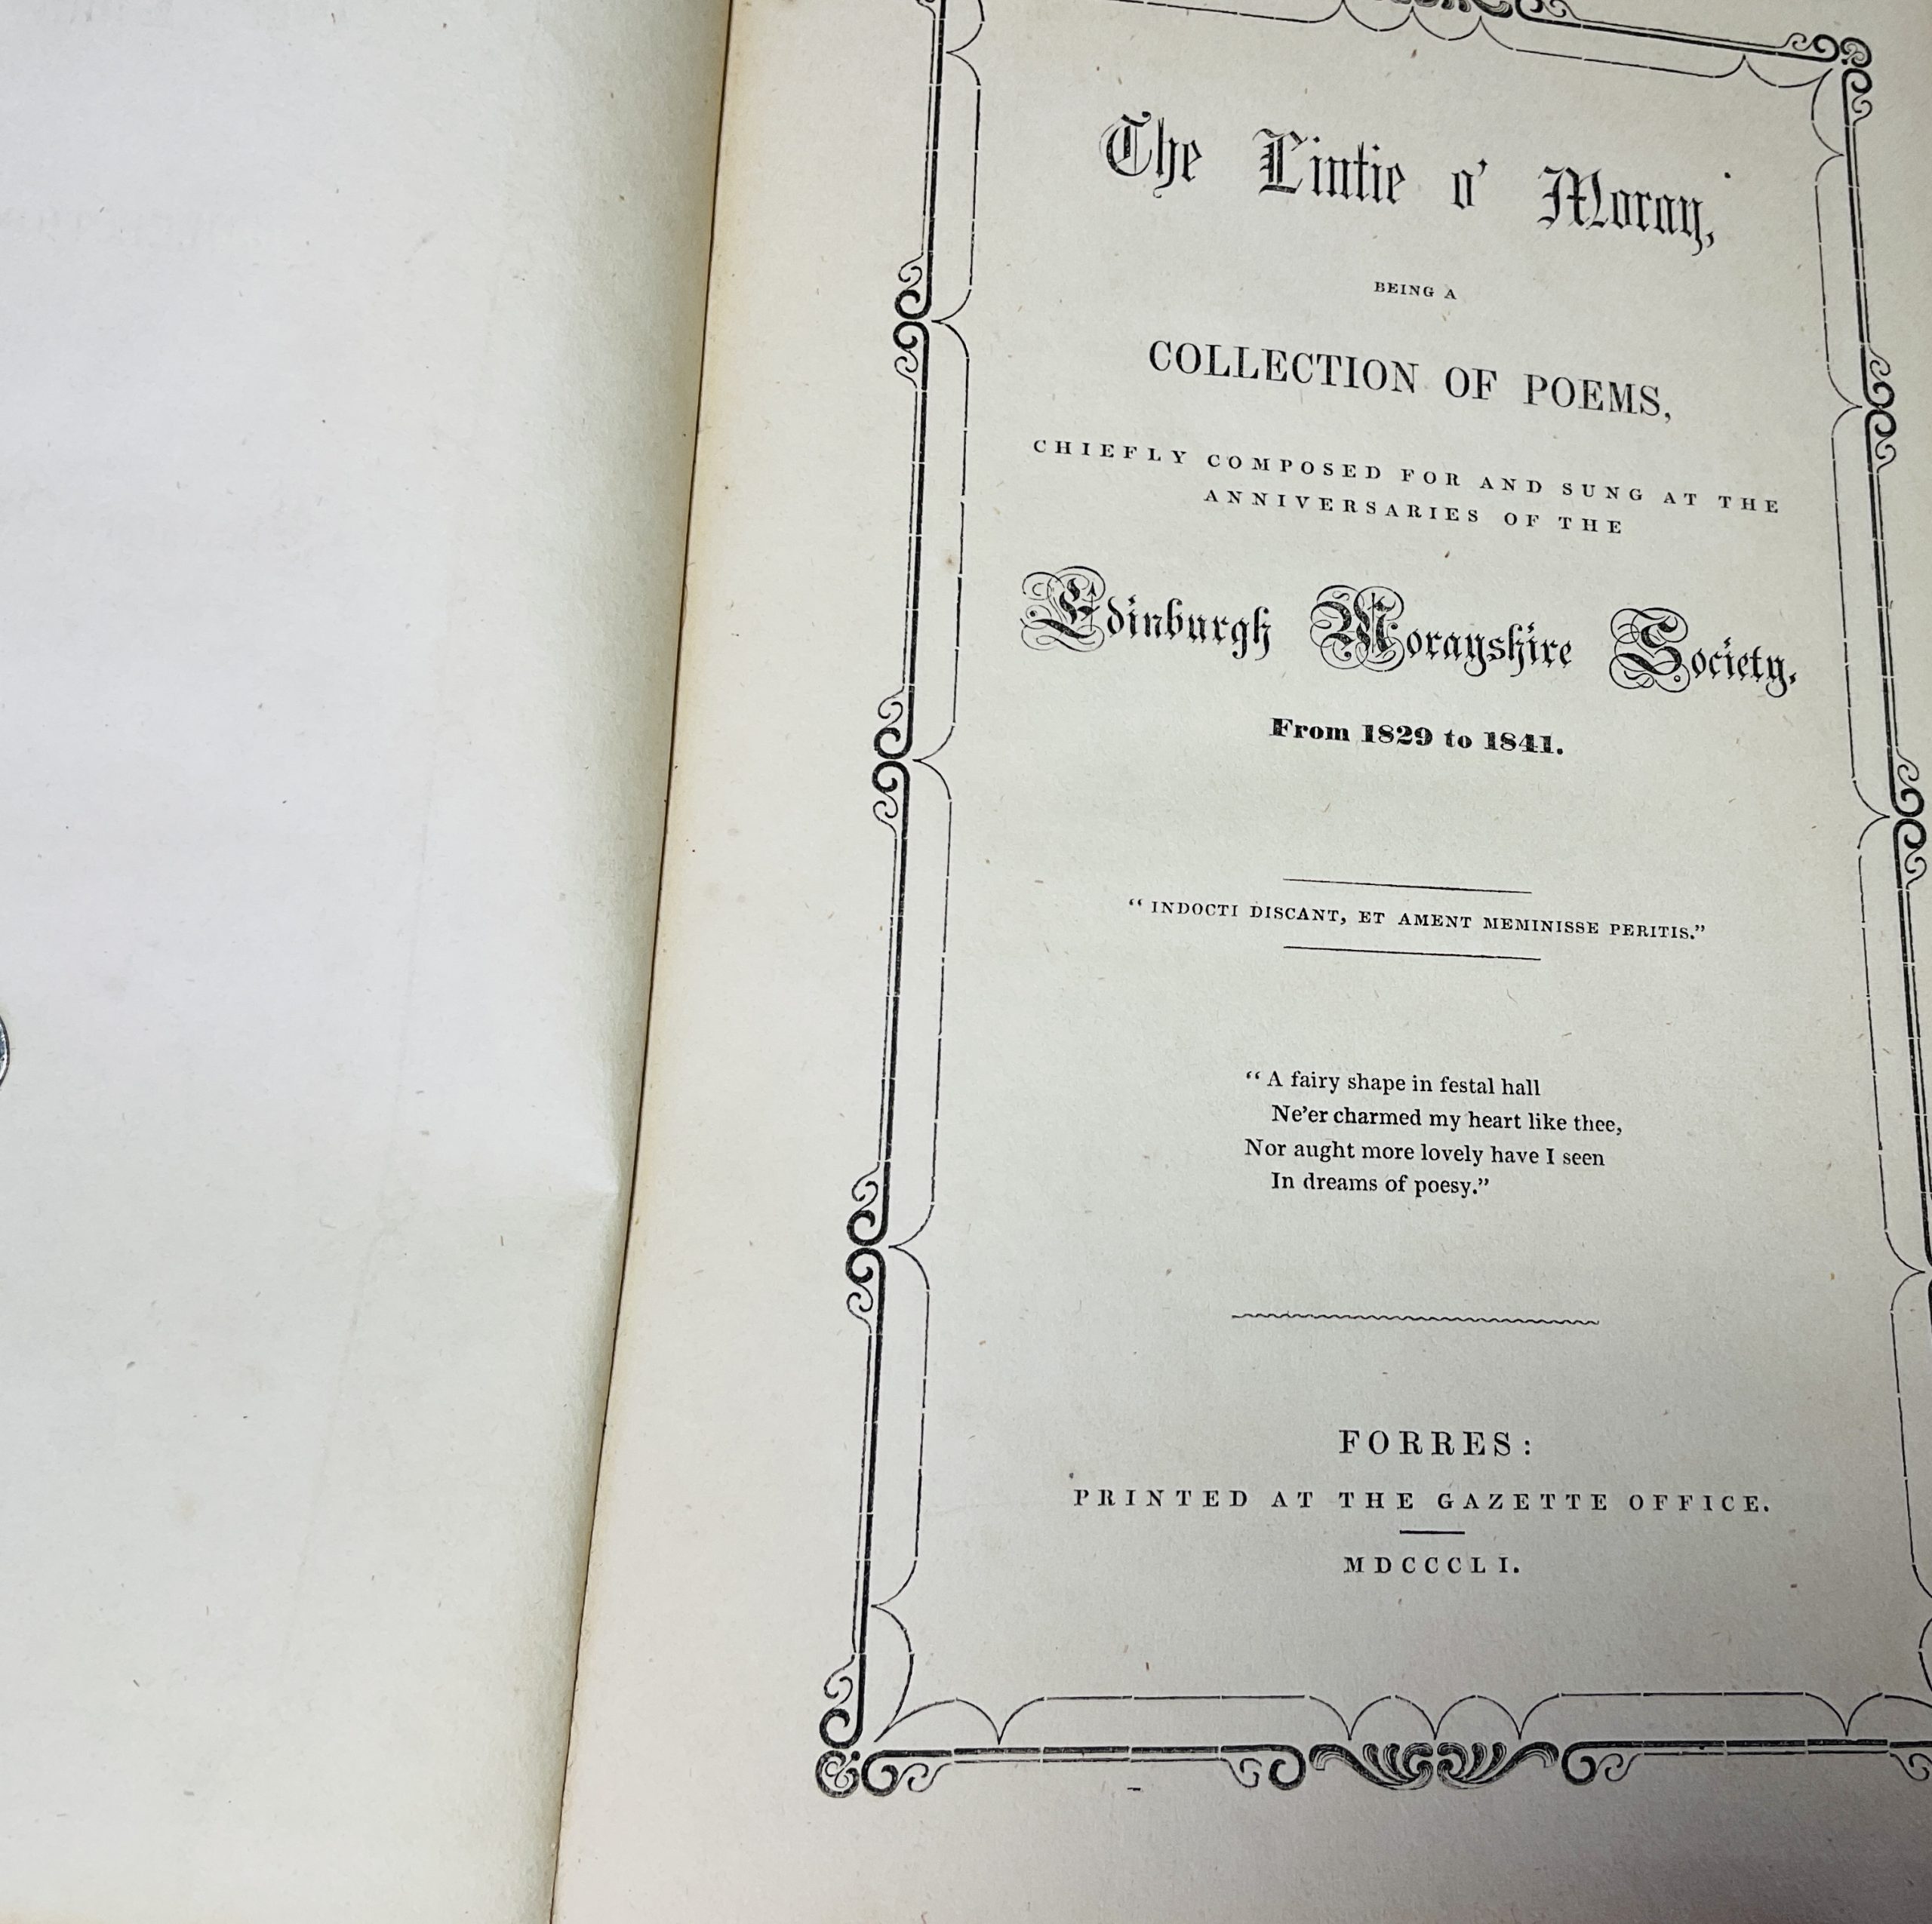 The Lintie o' Moray,
BEING A
COLLECTION OF POEMS,
CHIEFLY COMPOSED FOR AND SUNG AT THE
ANNIVERSARIES OF THE
Edinburgh Morayshire Society.
From 1829 to 1841.
“INDOCTI DISCANT, ET AMENT MEMINISSE PERITIS.”
“A fairy shape in festal hall
Ne'er charmed my heart like thee,
Nor aught more lovely have I seen
In dreams of poesy.”
FORRES:
PRINTED AT THE GAZETTE OFFICE.
MDCCCLI.